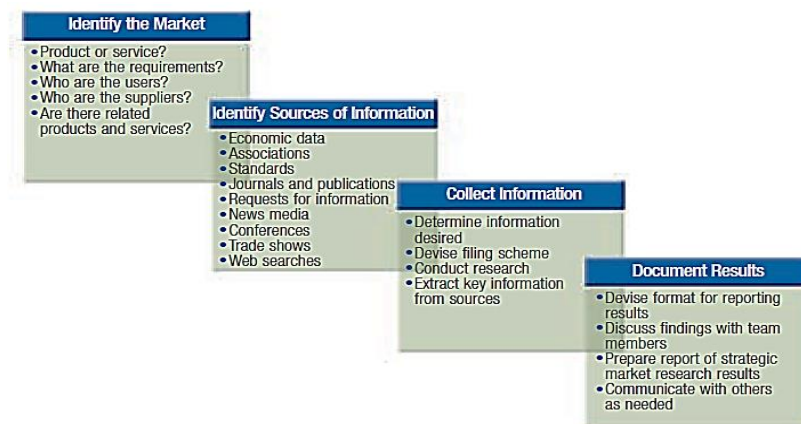 Identify the Market
• Product or service?
• What are the requirements?
• Who are the users?
• Who are the suppliers?
• Are there related
products and services?
Identify Sources of Information
• Economic data
• Associations
• Standards
• Journals and publications
• Requests for information
• News media
• Conferences
• Trade shows
• Web searches
Collect Information
• Determine information
desired
• Devise filing scheme
• Conduct research
• Extract key information
from sources
Document Results
• Devise format for reporting
results
• Discuss findings with team
members
• Prepare report of strategic
market research results
• Communicate with others
as needed